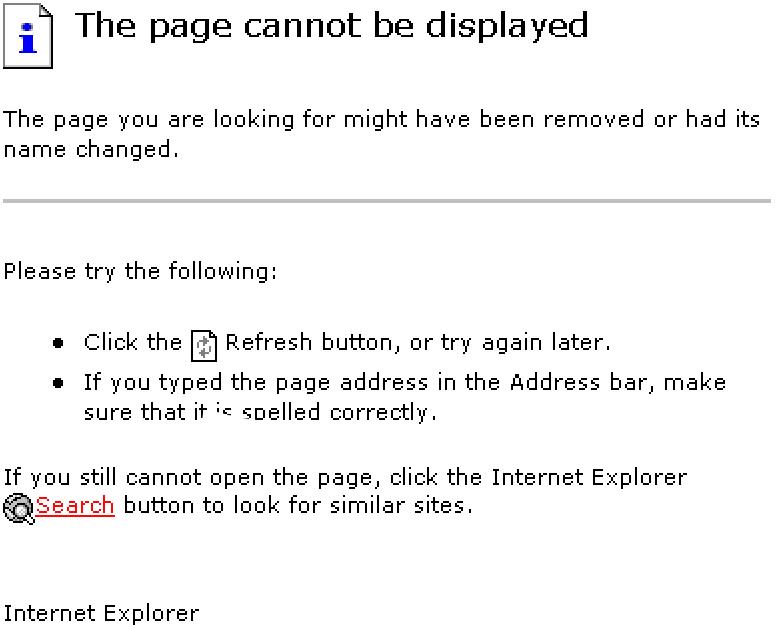 The page cannot be displayed
The page you are looking for might have been removed or had its
name changed.
Please try the following:
Click the Refresh button, or try again later.
If you typed the page address in the Address bar, make
sure that it is spelled correctly.
If you still cannot open the page, click the Internet Explorer
Search button to look for similar sites.
Internet Explorer